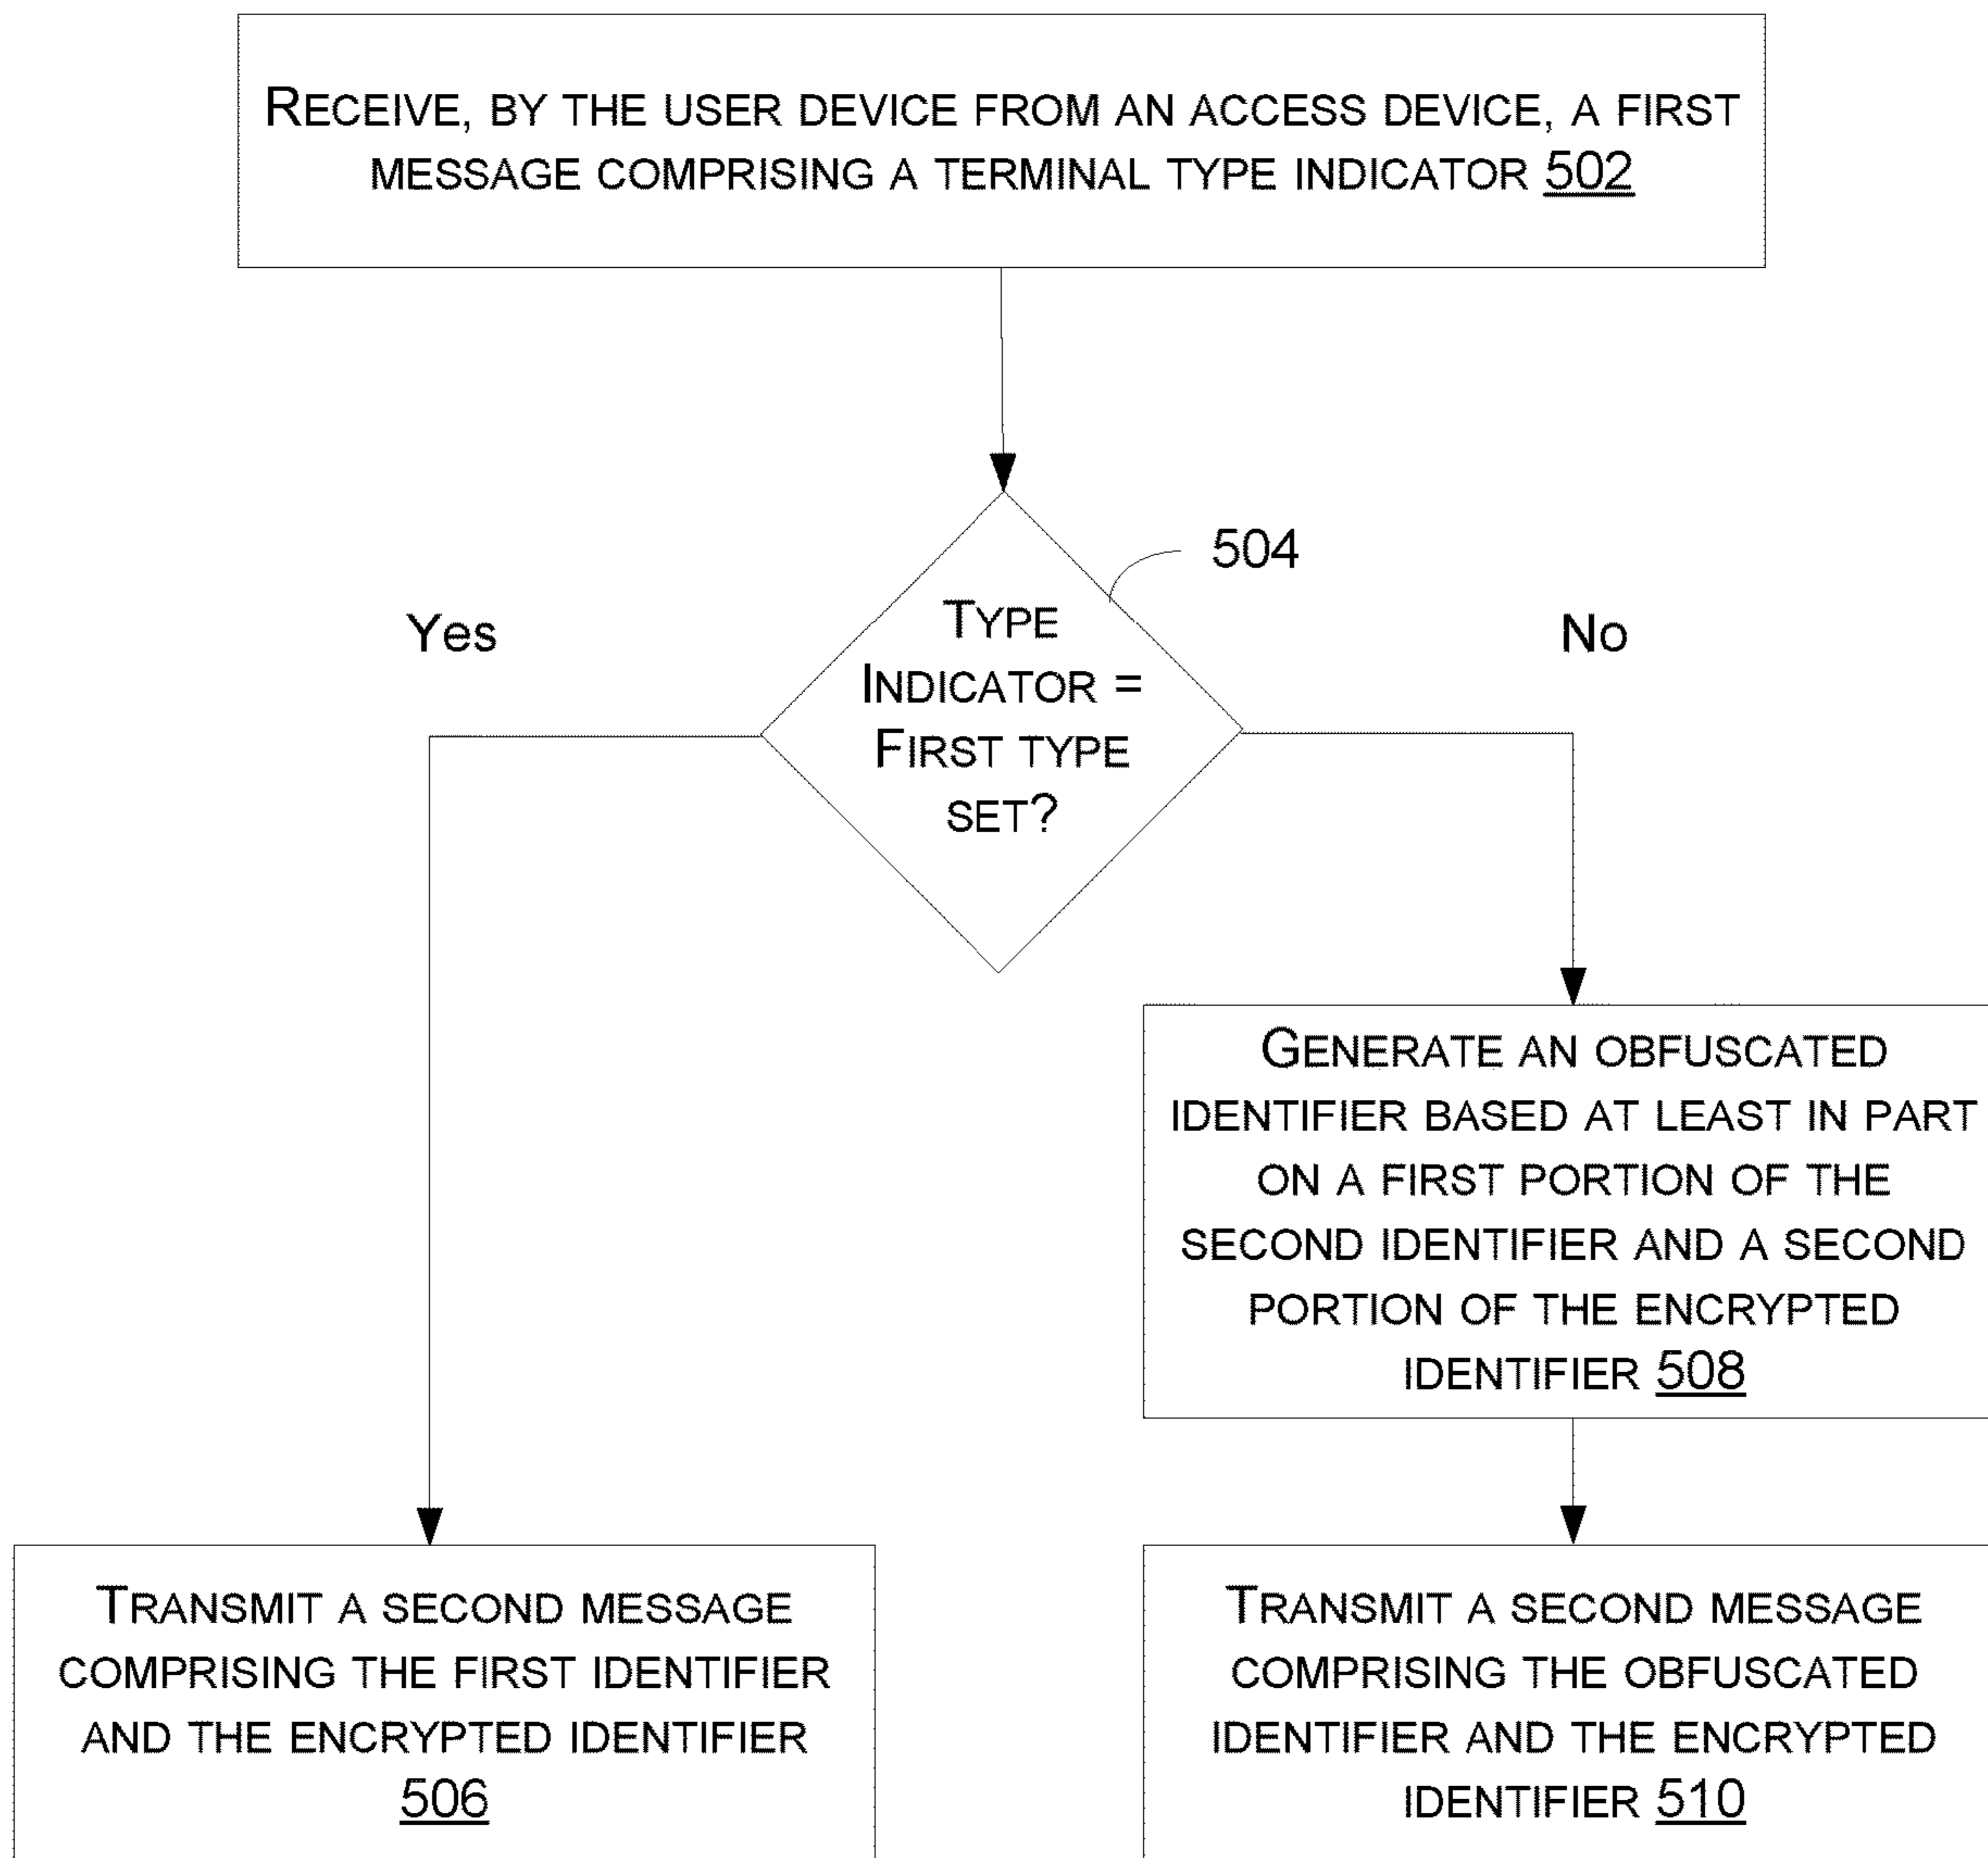 RECEIVE, BY THE USER DEVICE FROM AN ACCESS DEVICE, A FIRST
MESSAGE COMPRISING A TERMINAL TYPE INDICATOR 502
504
Yes
No
TYPE
INDICATOR =
FIRST TYPE
SET?
GENERATE AN OBFUSCATED
IDENTIFIER BASED AT LEAST IN PART
ON A FIRST PORTION OF THE
SECOND IDENTIFIER AND A SECOND
PORTION OF THE ENCRYPTED
IDENTIFIER 508
TRANSMIT A SECOND MESSAGE
COMPRISING THE FIRST IDENTIFIER
AND THE ENCRYPTED IDENTIFIER
506
TRANSMIT A SECOND MESSAGE
COMPRISING THE OBFUSCATED
IDENTIFIER AND THE ENCRYPTED
IDENTIFIER 510